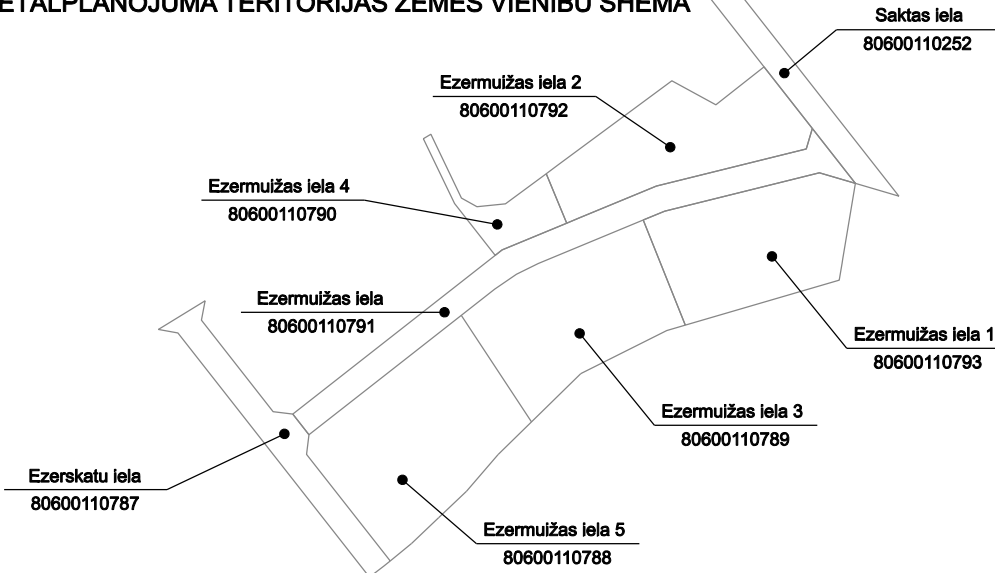 ETĀLPLĀNOJUMA TERITORIJAS ZEMES VIENĪBU SHĒMA
Saktas iela
80600110252
Ezermuižas iela 2
80600110792
Ezermuižas iela 4
80600110790
Ezermuižas iela
80600110791
Ezermuižas iela 1
80600110793
Ezermuižas iela 3
80600110789
Ezerskatu iela
80600110787
Ezermuižas iela 5
80600110788